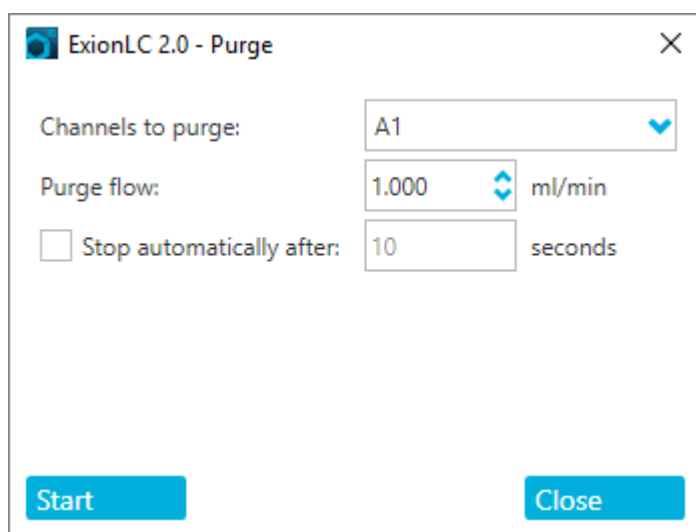 ExionLC 2.0 - Purge
Channels to purge: A1
Purge flow: 1.000 ml/min
Stop automatically after: 10 seconds
Start Close